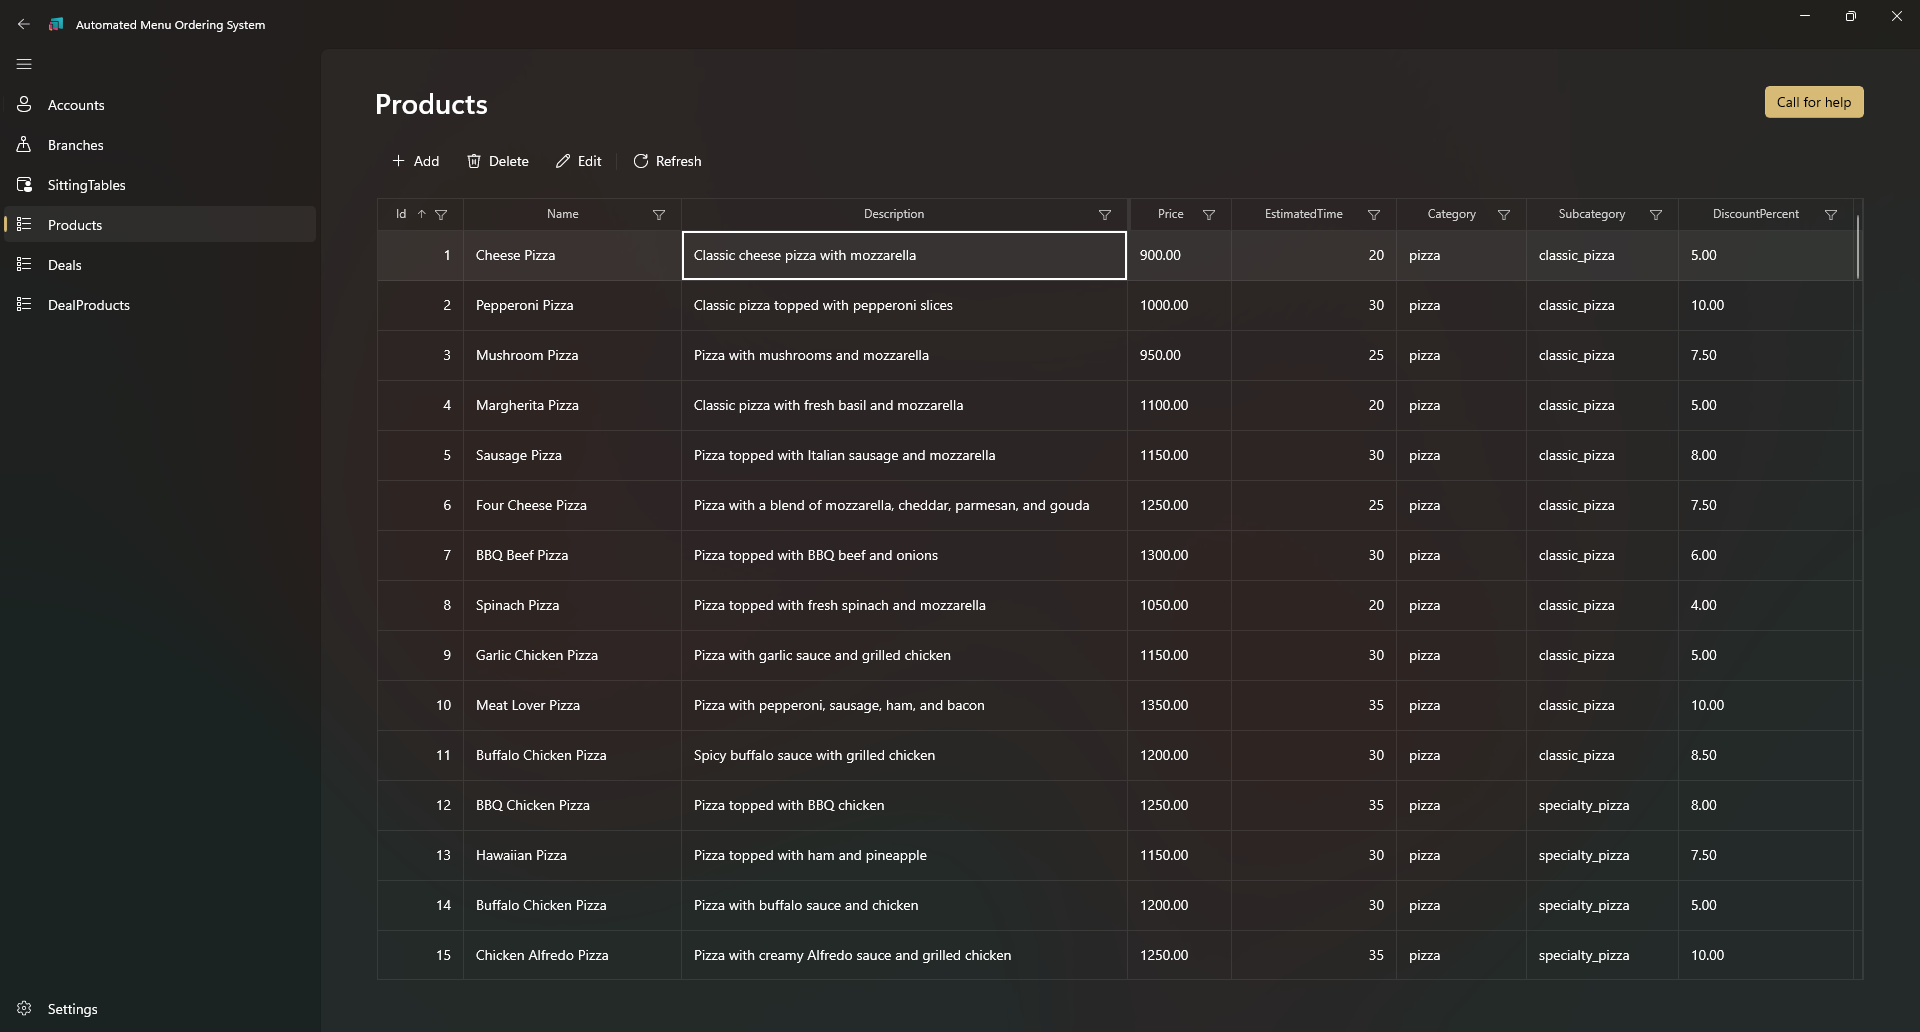 Automated Menu Ordering System
Accounts
Branches
SittingTables
Products
Deals
DealProducts
Settings
Products
Call for help
Add Delete Edit Refresh
Id Name Description Price EstimatedTime Category Subcategory DiscountPercent
1 Cheese Pizza Classic cheese pizza with mozzarella 900.00 20 pizza classic_pizza 5.00
2 Pepperoni Pizza Classic pizza topped with pepperoni slices 1000.00 30 pizza classic_pizza 10.00
3 Mushroom Pizza Pizza with mushrooms and mozzarella 950.00 25 pizza classic_pizza 7.50
4 Margherita Pizza Classic pizza with fresh basil and mozzarella 1100.00 20 pizza classic_pizza 5.00
5 Sausage Pizza Pizza topped with Italian sausage and mozzarella 1150.00 30 pizza classic_pizza 8.00
6 Four Cheese Pizza Pizza with a blend of mozzarella, cheddar, parmesan, and gouda 1250.00 25 pizza classic_pizza 7.50
7 BBQ Beef Pizza Pizza topped with BBQ beef and onions 1300.00 30 pizza classic_pizza 6.00
8 Spinach Pizza Pizza topped with fresh spinach and mozzarella 1050.00 20 pizza classic_pizza 4.00
9 Garlic Chicken Pizza Pizza with garlic sauce and grilled chicken 1150.00 30 pizza classic_pizza 5.00
10 Meat Lover Pizza Pizza with pepperoni, sausage, ham, and bacon 1350.00 35 pizza classic_pizza 10.00
11 Buffalo Chicken Pizza Spicy buffalo sauce with grilled chicken 1200.00 30 pizza classic_pizza 8.50
12 BBQ Chicken Pizza Pizza topped with BBQ chicken 1250.00 35 pizza specialty_pizza 8.00
13 Hawaiian Pizza Pizza topped with ham and pineapple 1150.00 30 pizza specialty_pizza 7.50
14 Buffalo Chicken Pizza Pizza with buffalo sauce and chicken 1200.00 30 pizza specialty_pizza 5.00
15 Chicken Alfredo Pizza Pizza with creamy Alfredo sauce and grilled chicken 1250.00 35 pizza specialty_pizza 10.00